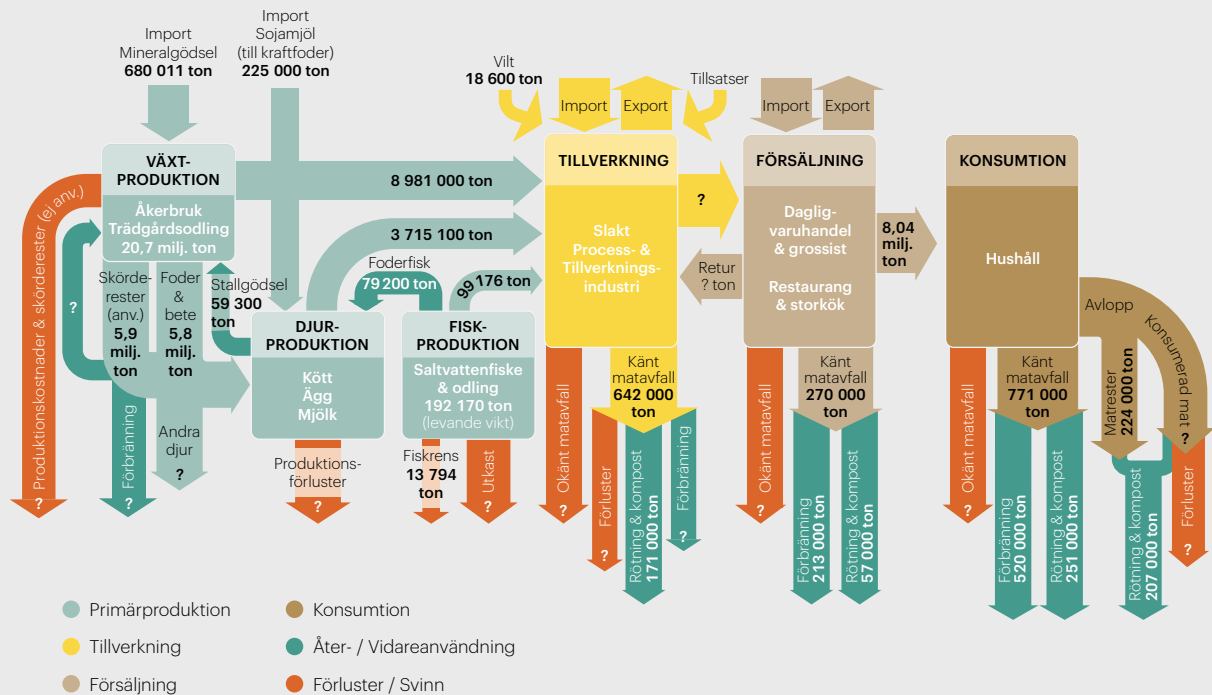 Import
Mineralgödsel
680 011 ton
Import
Sojamjöl
(till kraftfoder)
225 000 ton
Vilt
18 600 ton
Import
Export
Tillsatser
Import
Export
VÄXT-
PRODUKTION
Åkerbruk
Trädgårdsodling
20,7 milj. ton
8 981 000 ton
3 715 100 ton
TILLVERKNING
Slakt
Process- &
Tillverknings-
industri
?
FÖRSÄLJNING
Daglig-
varuhandel
& grossist
Restaurang
& storkök
Retur
? ton
8,04
milj.
ton
KONSUMTION
Hushåll
Produktionskostnader & skörderester (ej anv.)
?
?
Skörde-
rester
(anv.)
5,9
milj.
ton
Foder
&
bete
5,8
milj.
ton
Stallgödsel
59 300
ton
Foderfisk
79 200 ton
99 176 ton
DJUR-
PRODUKTION
Kött
Ägg
Mjölk
FISK-
PRODUKTION
Saltvattenfiske
& odling
192 170 ton
(levande vikt)
Förbränning
?
Andra
djur
?
Produktions-
förluster
?
Fiskrens
13 794
ton
Utkast
?
Okänt matavfall
?
Känt
matavfall
642 000
ton
Förluster
?
Rötning & kompost
171 000 ton
Förbränning
?
Okänt matavfall
?
Känt
matavfall
270 000
ton
Förbränning
213 000 ton
Rötning & kompost
57 000 ton
Okänt matavfall
?
Känt
matavfall
771 000
ton
Förbränning
520 000 ton
Rötning & kompost
251 000 ton
Avlopp
Matrester
224 000 ton
Konsumerad mat
?
Rötning & kompost
207 000 ton
Förluster
?
Primärproduktion
Tillverkning
Försäljning
Konsumtion
Åter- / Vidareanvändning
Förluster / Svinn